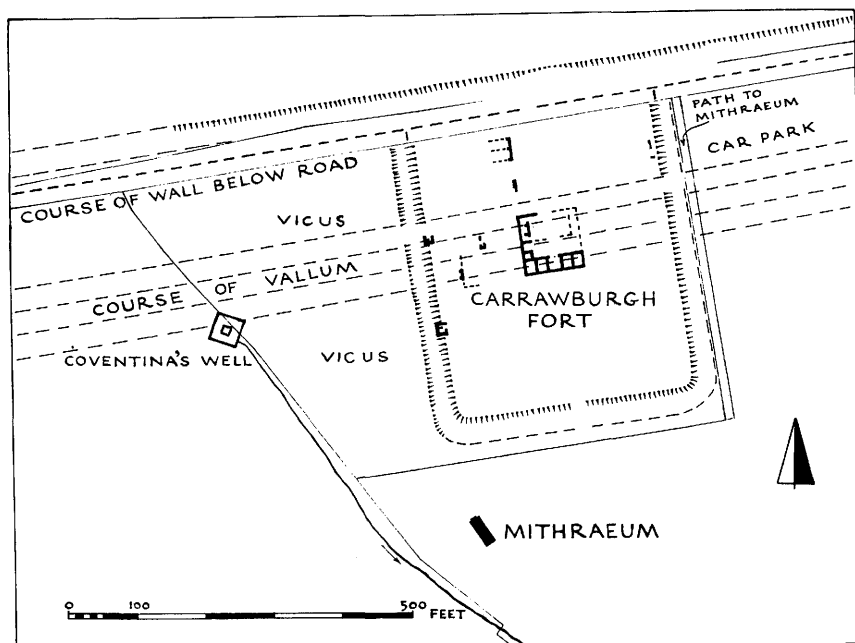 PATH TO
MITHRAEUM
CAR PARK
COURSE OF WALL BELOW ROAD
VICUS
COURSE OF VALLUM
CARRAWBURGH
FORT
COVENTINA'S WELL
VICUS
MITHRAEUM
0 100 500 FEET